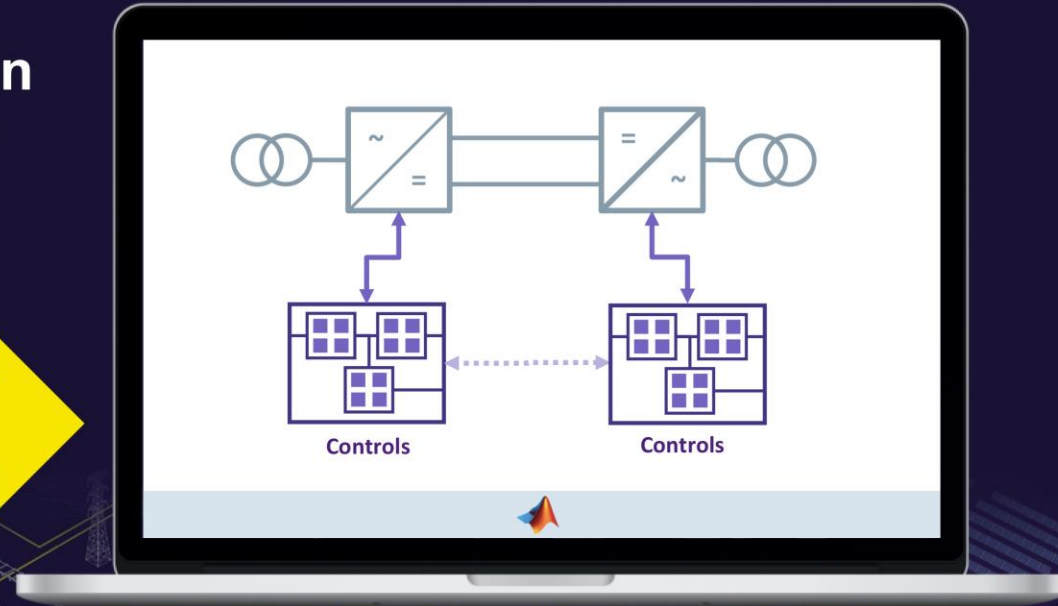 n
~
=
=
~
Controls
Controls